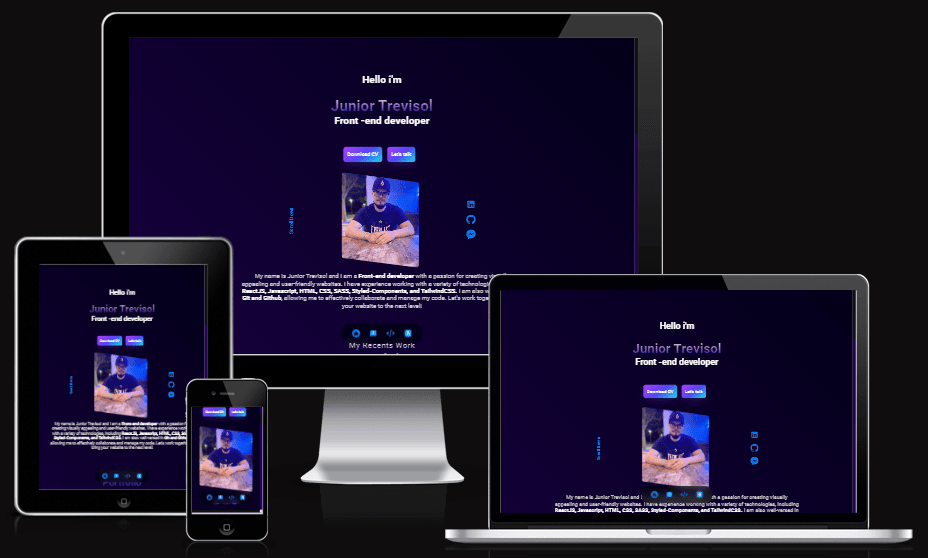 Hello i'm
Junior Trevisol
Front -end developer
Download CV
Let's talk
Scroll Down
My name is Junior Trevisol and I am a Front-end developer with a passion for creating visually
appealing and user-friendly websites. I have experience working with a variety of technologies
ReactJS, Javascript, HTML, CSS, SASS, Styled-Components, and TailwindCSS. I am also
Git and Github, allowing me to effectively collaborate and manage my code. Let's work together
your website to the next level!
My Recents Work
Hello i'm
Junior Trevisol
Front -end developer
Download CV
Let's talk
My name is Junior Trevisol and I am a Front-end developer with a passion for
creating visually appealing and user-friendly websites. I have experience working
with a variety of technologies, including ReactJS, Javascript, HTML, CSS, SASS,
Styled-Components, and TailwindCSS. I am also well-versed in Git and Github,
allowing me to effectively collaborate and manage my code. Let's work together
bring your website to the next level!
Portfolio
Download CV
Let's talk
Hello i'm
Junior Trevisol
Front -end developer
Download CV
Let's talk
Scroll Down
My name is Junior Trevisol and I with a passion for creating visually
appealing and user-friendly websites. I have experience working with a variety of technologies, including
ReactJS, Javascript, HTML, CSS, SASS, Styled-Components, and TailwindCSS. I am also well-versed in